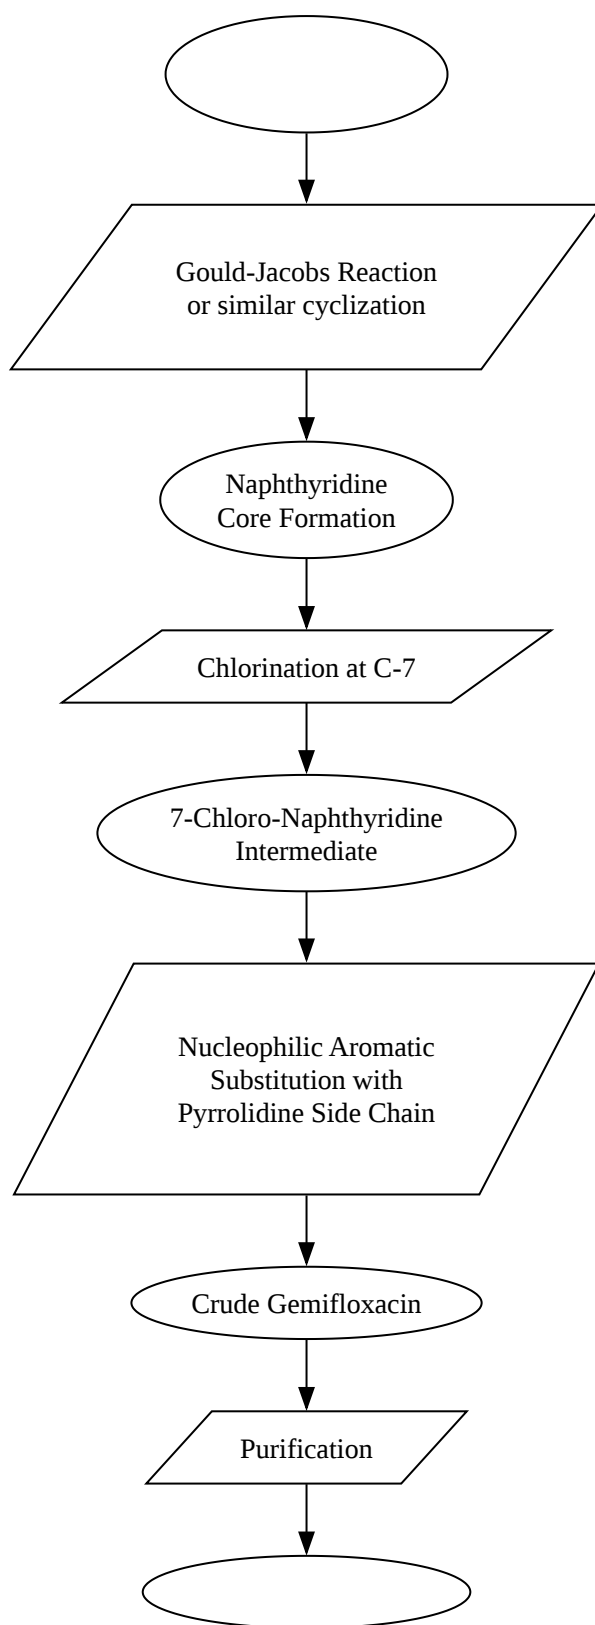 Gould-Jacobs Reaction
or similar cyclization
Naphthyridine
Core Formation
Chlorination at C-7
7-Chloro-Naphthyridine
Intermediate
Nucleophilic Aromatic
Substitution with
Pyrrolidine Side Chain
Crude Gemifloxacin
Purification